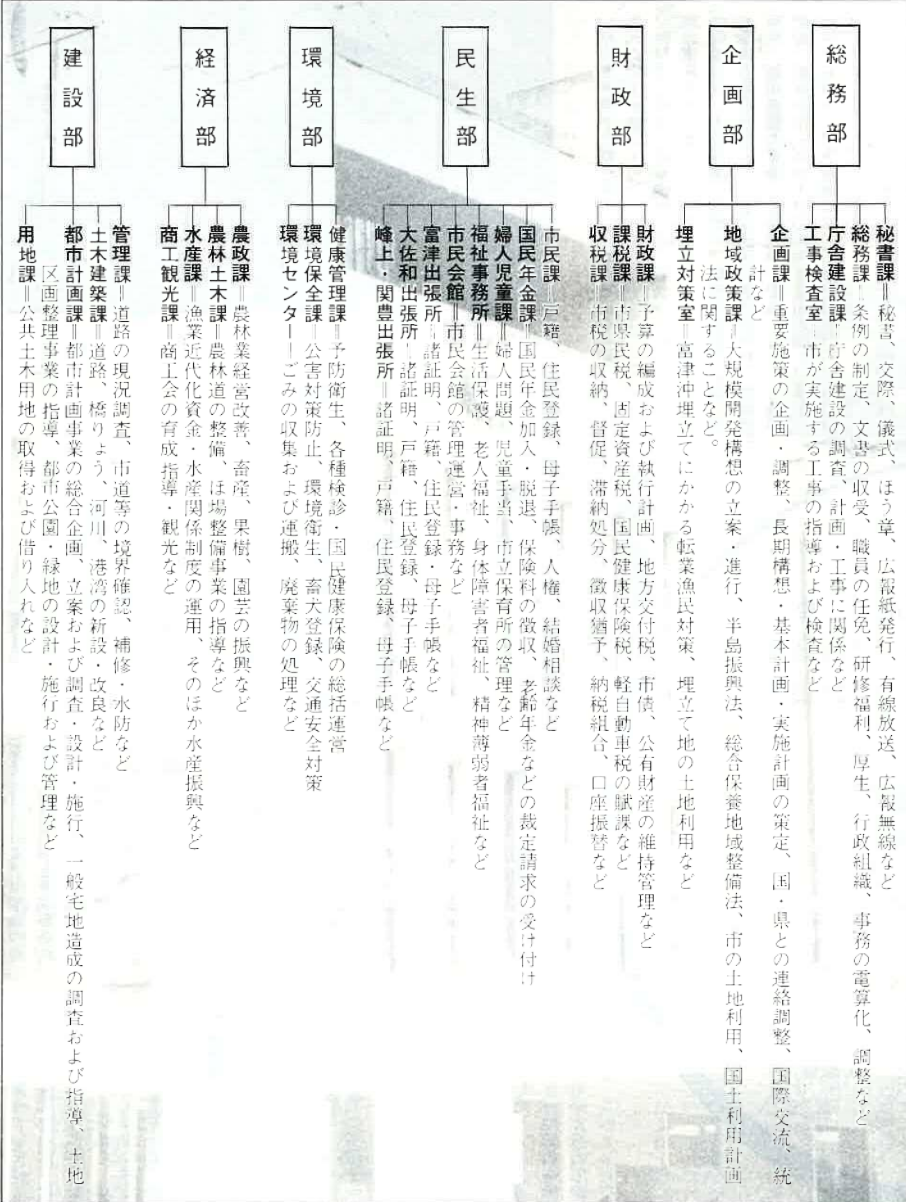 総務部
秘書課＝秘書、交際、儀式、ほう章、広報紙発行、有線放送、広報無線など
総務課＝条例の制定、文書の収受、職員の任免、研修福利、厚生、行政組織、事務の電算化、調整など
庁舎建設課＝庁舎建設の調査、計画・工事に関係など
工事検査室＝市が実施する工事の指導および検査など
企画部
企画課＝重要施策の企画・調整、長期構想・基本計画・実施計画の策定、国・県との連絡調整、国際交流、統
計など
地域政策課＝大規模開発構想の立案・進行、半島振興法、総合保養地域整備法、市の土地利用、国土利用計画
法に関することなど。
埋立対策室＝富津沖埋立てにかかる転業漁民対策、埋立て地の土地利用など
財政部
財政課＝予算の編成および執行計画、地方交付税、市債、公有財産の維持管理など
課税課＝市県民税、固定資産税、国民健康保険税、軽自動車税の賦課など
収税課＝市税の収納、督促、滞納処分、徴収猶予、納税組合、口座振替など
民生部
市民課＝戸籍、住民登録、母子手帳、人権、結婚相談など
国民年金課＝国民年金加入・脱退、保険料の徴収、老齢年金などの裁定請求の受け付け
婦人児童課＝婦人問題、児童手当、市立保育所の管理など
福祉事務所＝生活保護、老人福祉、身体障害者福祉、精神薄弱者福祉など
市民会館＝市民会館の管理運営・事務など
富津出張所＝諸証明、戸籍、住民登録・母子手帳など
大佐和出張所＝諸証明、戸籍、住民登録、母子手帳など
峰上・関豊出張所＝諸証明、戸籍、住民登録、母子手帳など
環境部
健康管理課＝予防衛生、各種検診・国民健康保険の総括運営
環境保全課＝公害対策防止、環境衛生、畜犬登録、交通安全対策
環境センター＝ごみの収集および運搬、廃棄物の処理など
経済部
農政課＝農林業経営改善、畜産、果樹、園芸の振興など
農林土木課＝農林道の整備、ほ場整備事業の指導など
水産課＝漁業近代化資金・水産関係制度の運用、そのほか水産振興など
商工観光課＝商工会の育成指導・観光など
建設部
管理課＝道路の現況調査、市道等の境界確認、補修・水防など
土木建築課＝道路、橋りょう、河川、港湾の新設・改良など
都市計画課＝都市計画事業の総合企画、立案および調査・設計・施行、一般宅地造成の調査および指導、土地
区画整理事業の指導、都市公園・緑地の設計・施行および管理など
用地課＝公共土木用地の取得および借り入れなど